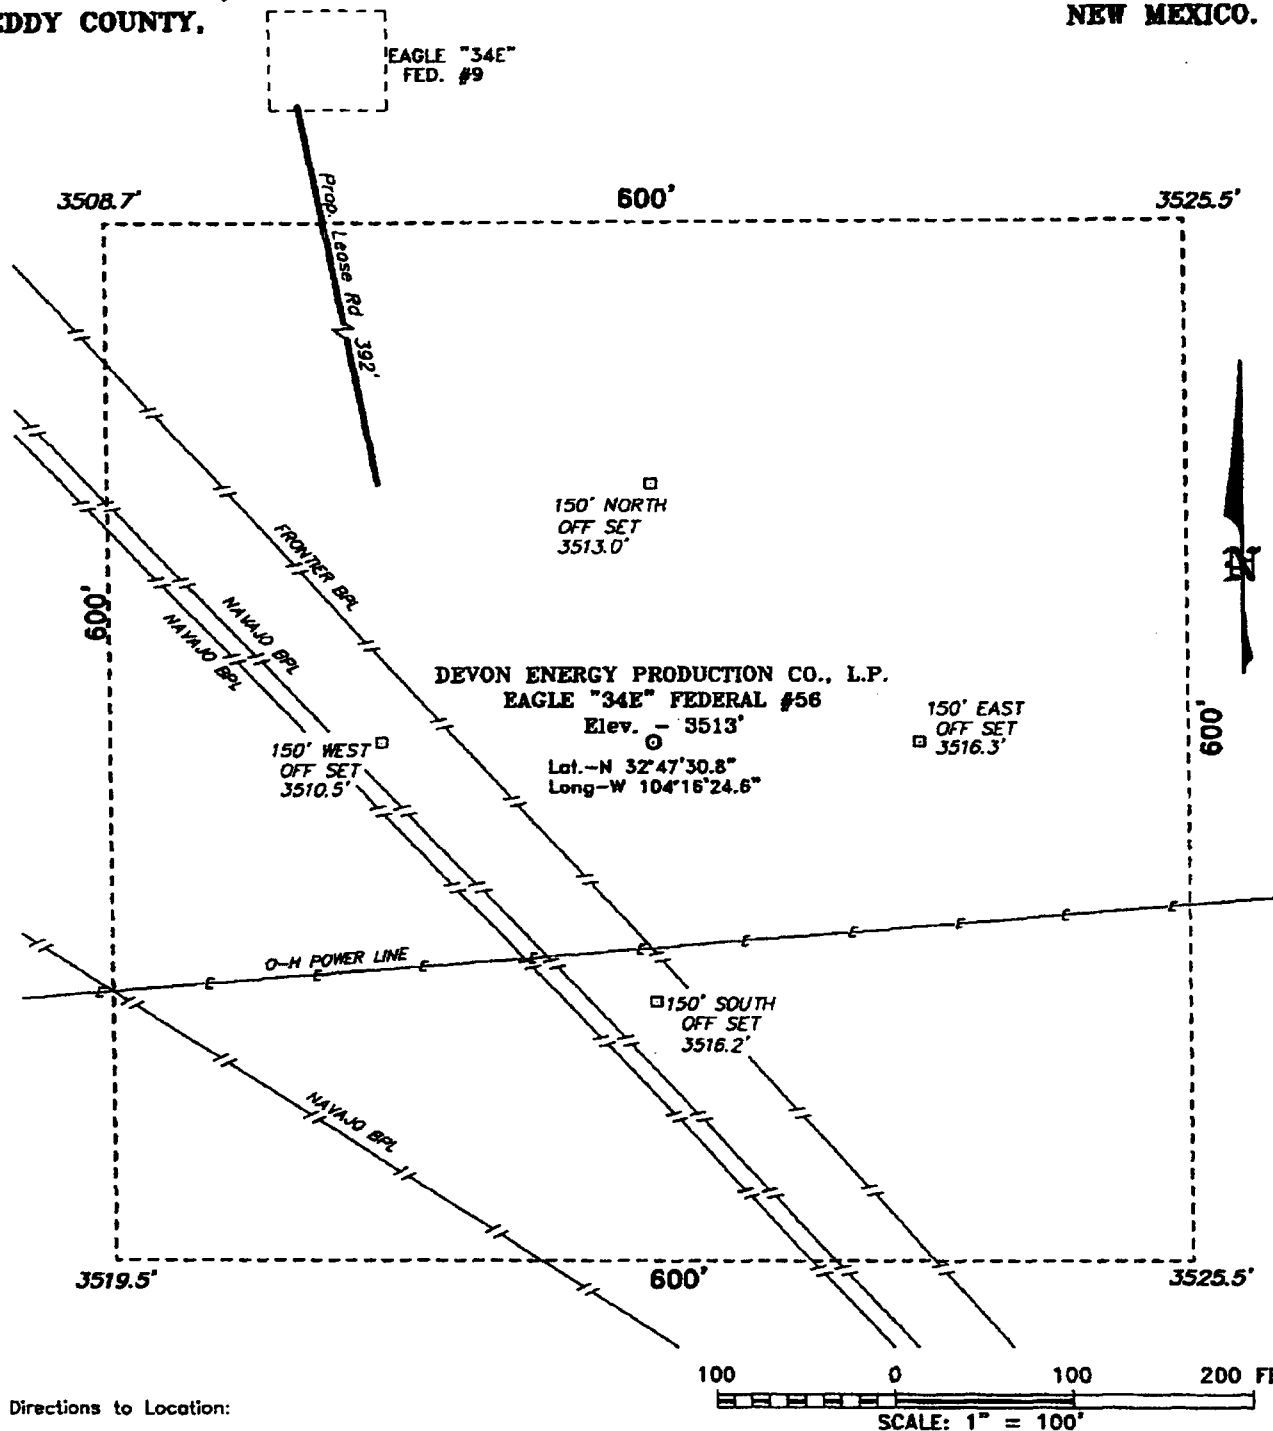 EDDY COUNTY,
NEW MEXICO.
EAGLE "34E"
FED. #9
Prop. Lease Rd 392'
3508.7'
600'
3525.5'
150' NORTH
OFF SET
3513.0'
FRONTIER BPL
600'
NAVAJO BPL
NAVAJO BPL
N
DEVON ENERGY PRODUCTION CO., L.P.
EAGLE "34E" FEDERAL #56
Elev. - 3513'
Lat.-N 32°47'30.8"
Long-W 104°16'24.6"
150' WEST
OFF SET
3510.5'
150' EAST
OFF SET
3516.3'
600'
E E E E E E E E E E E
O-H POWER LINE
150' SOUTH
OFF SET
3516.2'
NAVAJO BPL
3519.5'
600'
3525.5'
100 0 100 200
SCALE: 1" = 100'
Directions to Location: